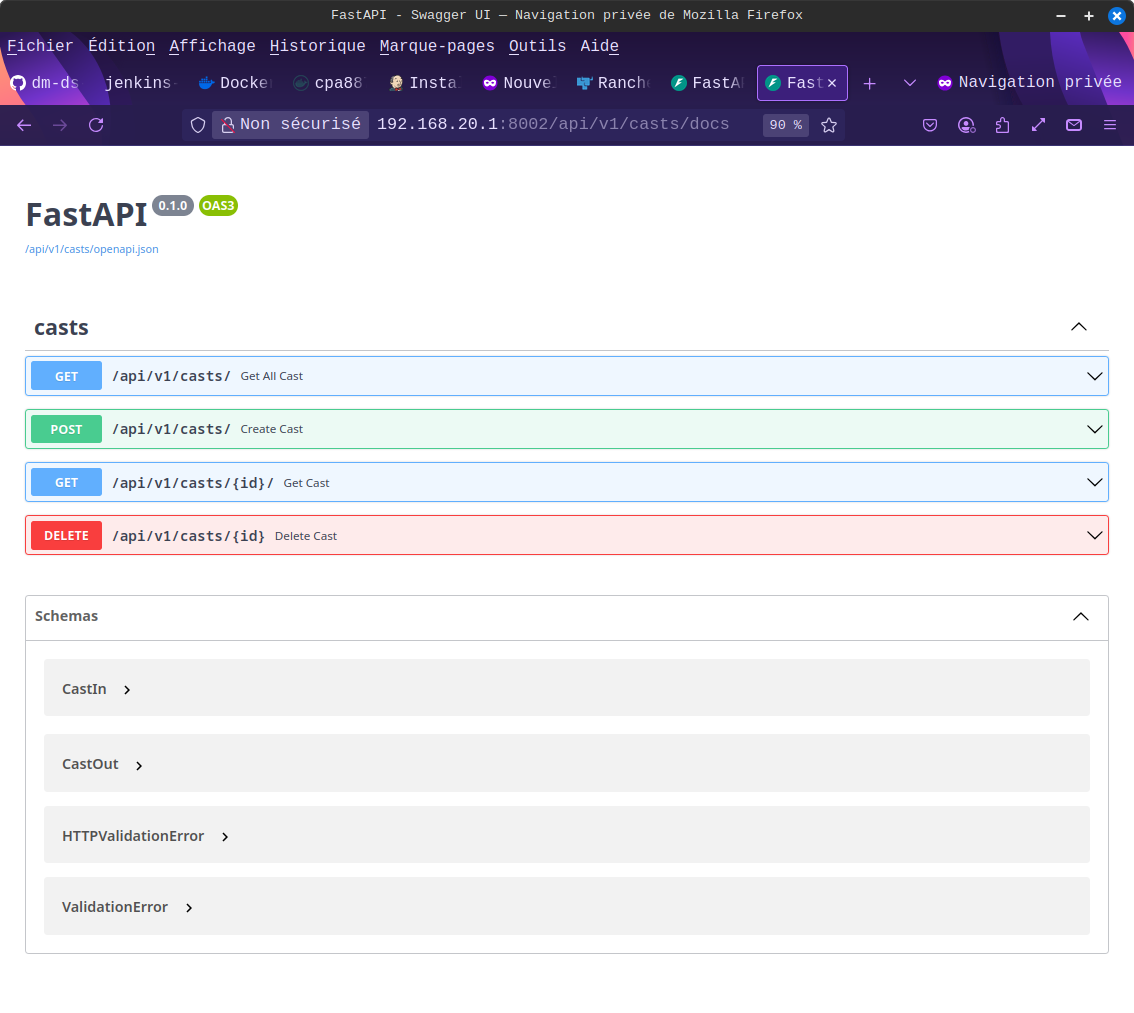 FastAPI - Swagger UI — Navigation privée de Mozilla Firefox
Fichier Édition Affichage Historique Marque-pages Outils Aide
dm-ds jenkins- Docke cpa88 Insta Nouve Ranche FastA Fast Navigation privée
Non sécurisé 192.168.20.1:8002/api/v1/casts/docs 90 %
FastAPI 0.1.0 OAS3
/api/v1/casts/openapi.json
casts
GET /api/v1/casts/ Get All Cast
POST /api/v1/casts/ Create Cast
GET /api/v1/casts/{id}/ Get Cast
DELETE /api/v1/casts/{id} Delete Cast
Schemas
CastIn
CastOut
HTTPValidationError
ValidationError